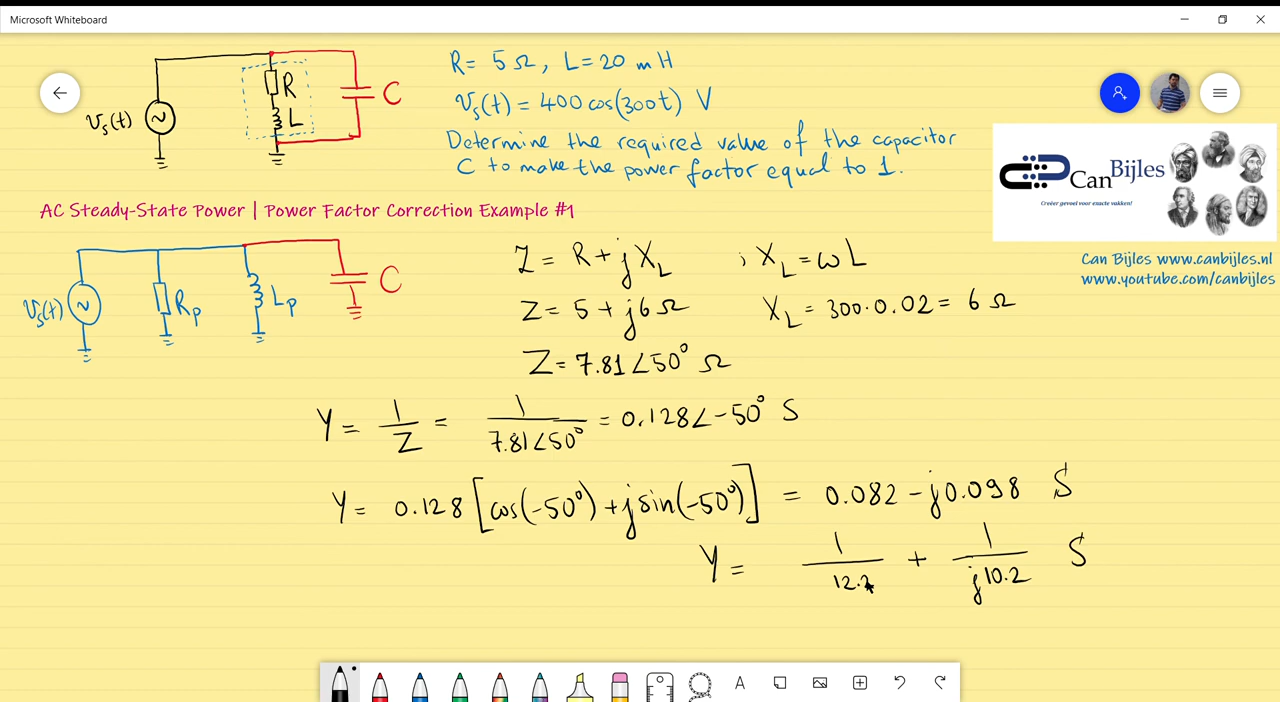 Microsoft Whiteboard
R
L
C
Vs(t)
R = 5 Ω, L = 20 mH
Vs(t) = 400 cos(300t) V
Determine the required value of the capacitor
C to make the power factor equal to 1.
CanBijles
Creëer gevoel voor exacte vakken!
AC Steady-State Power | Power Factor Correction Example #1
Can Bijles www.canbijles.nl
www.youtube.com/canbijles
Vs(t)
Rp
Lp
C
Z = R + jXL ; XL = ωL
Z = 5 + j6 Ω XL = 300·0.02 = 6 Ω
Z = 7.81∠50° Ω
Y = 1/Z = 1/7.81∠50° = 0.128∠-50° S
Y = 0.128 [cos(-50°) + j sin(-50°)] = 0.082 - j0.098 S
Y = 1/12.2 + 1/j10.2 S
A